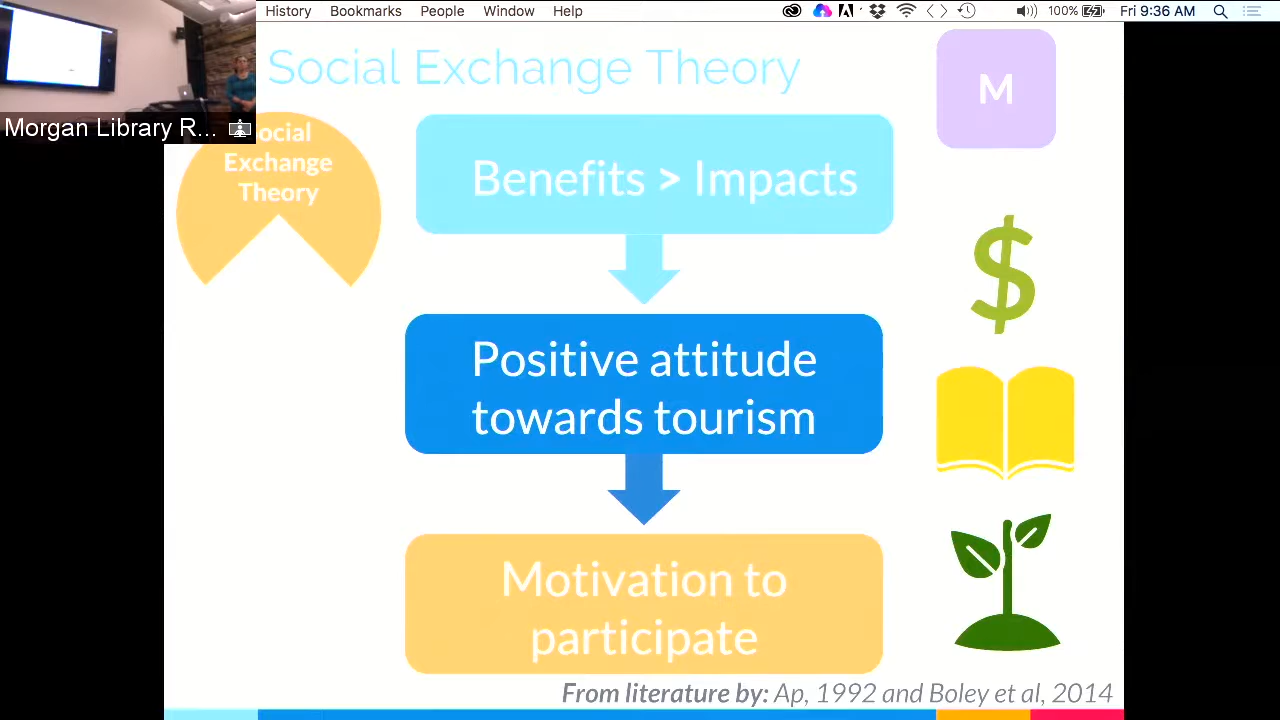 History Bookmarks People Window Help 100% Fri 9:36 AM
Social Exchange Theory
M
Morgan Library R...
Social
Exchange
Theory
Benefits > Impacts
$
Positive attitude
towards tourism
Motivation to
participate
From literature by: Ap, 1992 and Boley et al, 2014